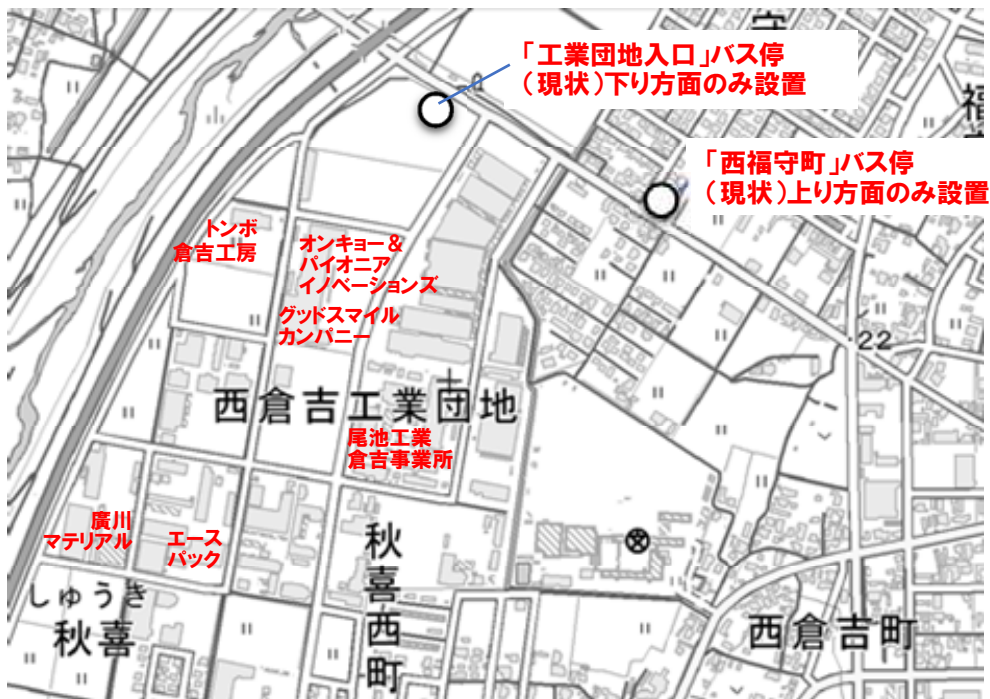 「工業団地入口」バス停
(現状)下り方面のみ設置
「西福守町」バス停
(現状)上り方面のみ設置
トンボ
倉吉工房
オンキョー&
パイオニア
イノベーションズ
グッドスマイル
カンパニー
西倉吉工業団地
22
尾池工業
倉吉事業所
廣川
マテリアル
エース
パック
秋喜西町
しゅうき
秋喜
西倉吉町